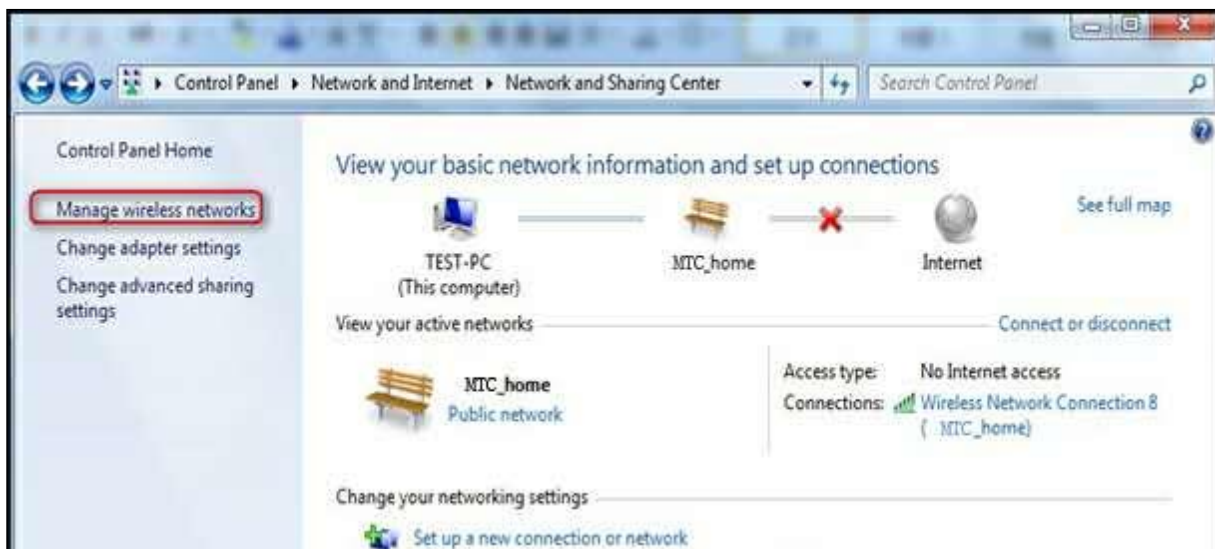 Control Panel Network and Internet Network and Sharing Center
Search Control Panel
Control Panel Home
Manage wireless networks
Change adapter settings
Change advanced sharing
settings
View your basic network information and set up connections
See full map
TEST-PC
(This computer)
MTC_home
Internet
View your active networks
Connect or disconnect
MTC_home
Public network
Access type: No Internet access
Connections: Wireless Network Connection 8
( MTC_home)
Change your networking settings
Set up a new connection or network